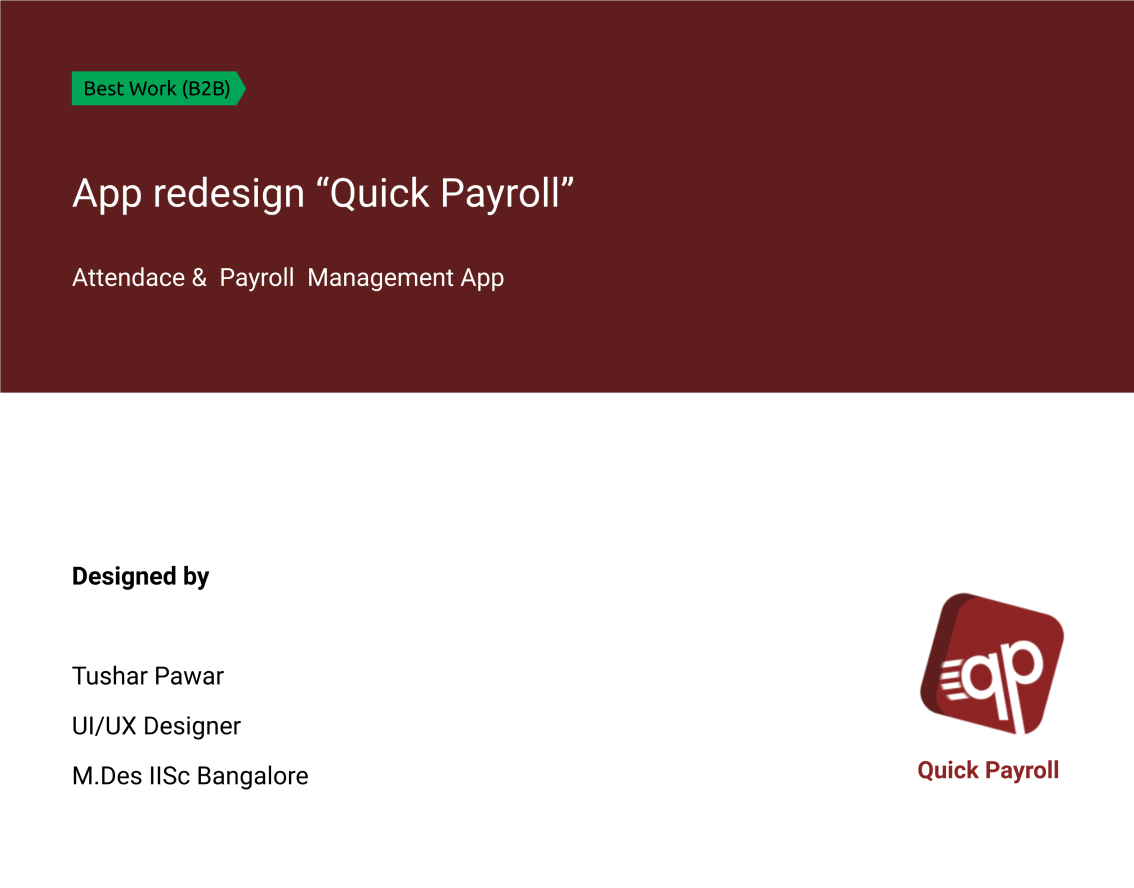 Best Work (B2B)
App redesign “Quick Payroll”
Attendace & Payroll Management App
Designed by
Tushar Pawar
UI/UX Designer
M.Des IISc Bangalore
qp
Quick Payroll